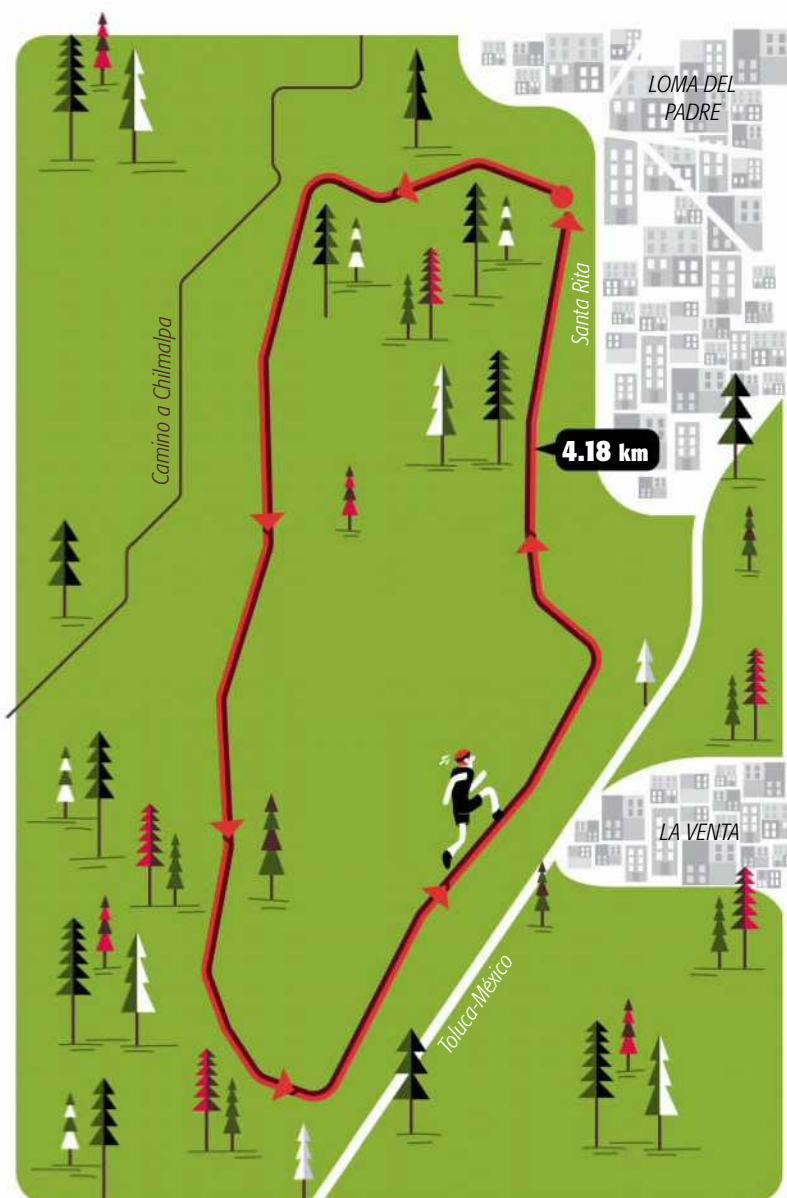 LOMA DEL
PADRE
Santa Rita
Camino a Chilmalpa
4.18 km
LA VENTA
Toluca-México